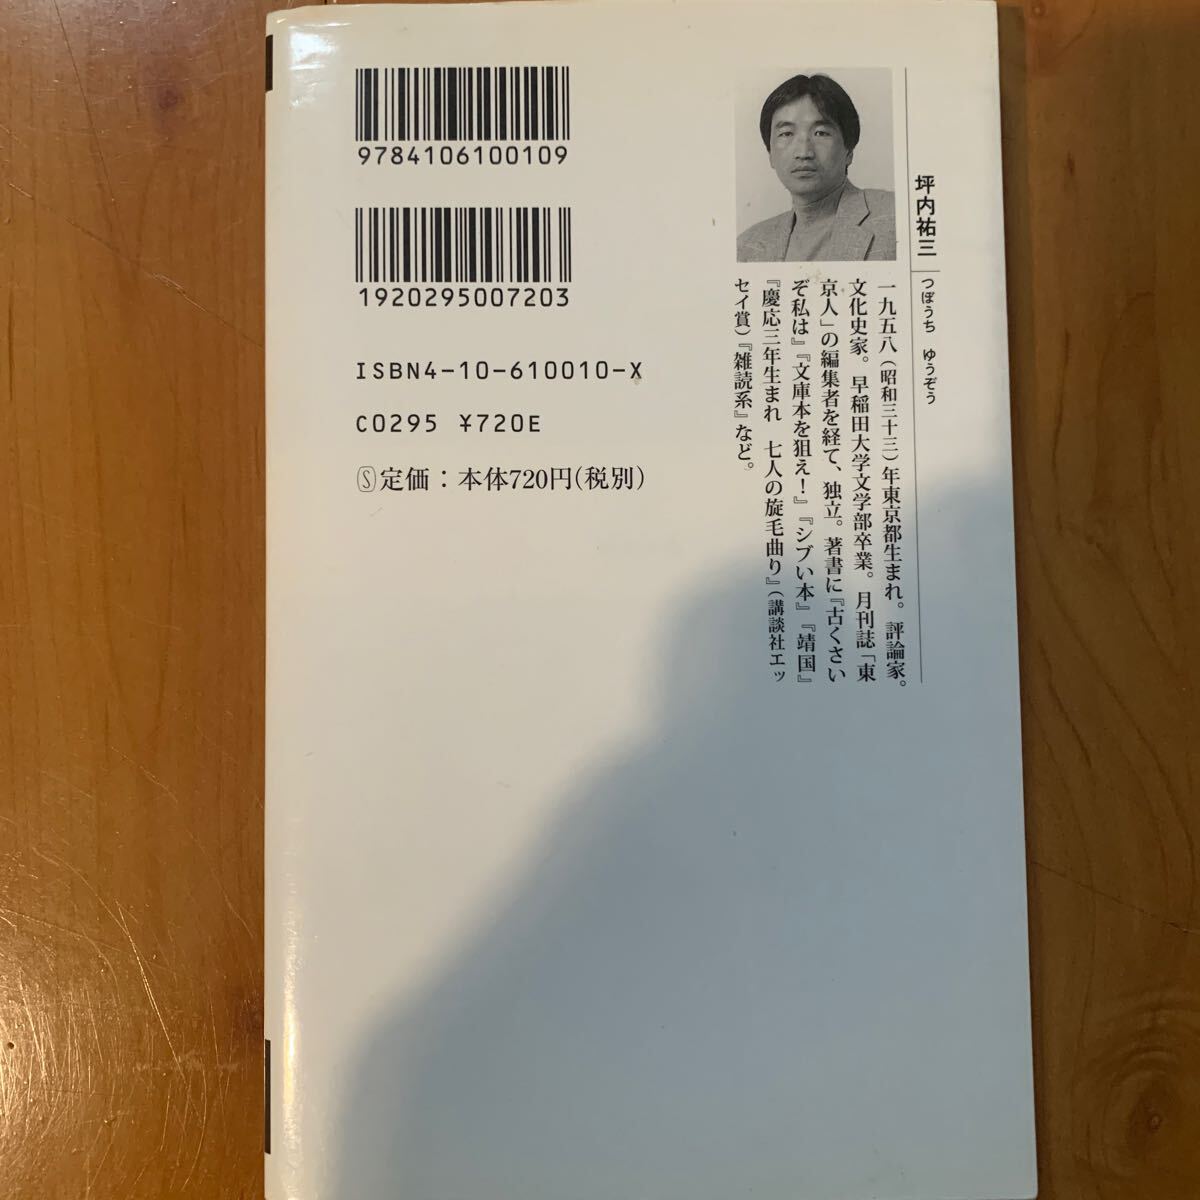 9784106100109
1920295007203
ISBN4-10-610010-X
C0295 ¥720E
Ⓢ定価：本体720円(税別)
坪内祐三
つぼうち ゆうぞう
一九五八（昭和三十三）年東京都生まれ。評論家。
文化史家。早稲田大学文学部卒業。月刊誌「東
京人」の編集者を経て、独立。著書に『古くさい
ぞ私は』『文庫本を狙え！』『シブい本』『靖国』
『慶応三年生まれ 七人の旋毛曲り』（講談社エッ
セイ賞）『雑読系』など。